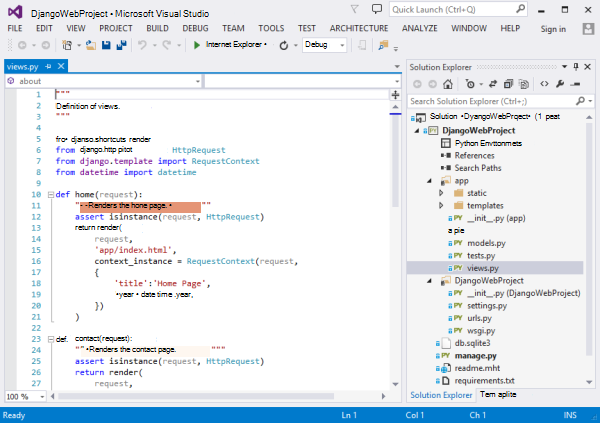 DjangoWebProject • Microsoft Visual Studio
Quick Launch (Ctrl+Q)
FILE EDIT VIEW PROJECT BUILD DEBUG TEAM TOOLS TEST ARCHITECTURE ANALYZE WINDOW HELP Sign in
Internet Explorer • Debug
views.py
about
1 """
2 Definition of views.
3 """
4
5 fro• djanso.shortcuts render
6 from django.http pitot HttpRequest
7 from django.template import RequestContext
8 from datetime import datetime
9
10 def home(request):
11 "• -Renders the hone page. • ""
12 assert isinstance(request, HttpRequest)
13 return render(
14 request,
15 'app/index.html',
16 context_instance = RequestContext(request,
17 {
18 'title':'Home Page',
19 •year • date time .year,
20 })
21 )
22
23 def. contact(request):
24 "" • Renders the contact page. """
25 assert isinstance(request, HttpRequest)
26 return render(
27 request,
100 %
Solution Explorer
Search Solution Explorer (Ctrl+;)
Solution •DyangoWebPrcject• (1 peat
DjangoWebProject
Python Envttonmets
References
Search Paths
app
static
templates
__init__.py (app)
a pie
models.py
tests.py
views.py
DjangoWebProject
__init__.py (DjangoWebProject)
settings.py
urls.py
wsgi.py
db.sqlite3
manage.py
readme.mht
requirements.txt
Solution Explorer Tem aplite
Ready Ln 1 Col 1 Ch 1 INS